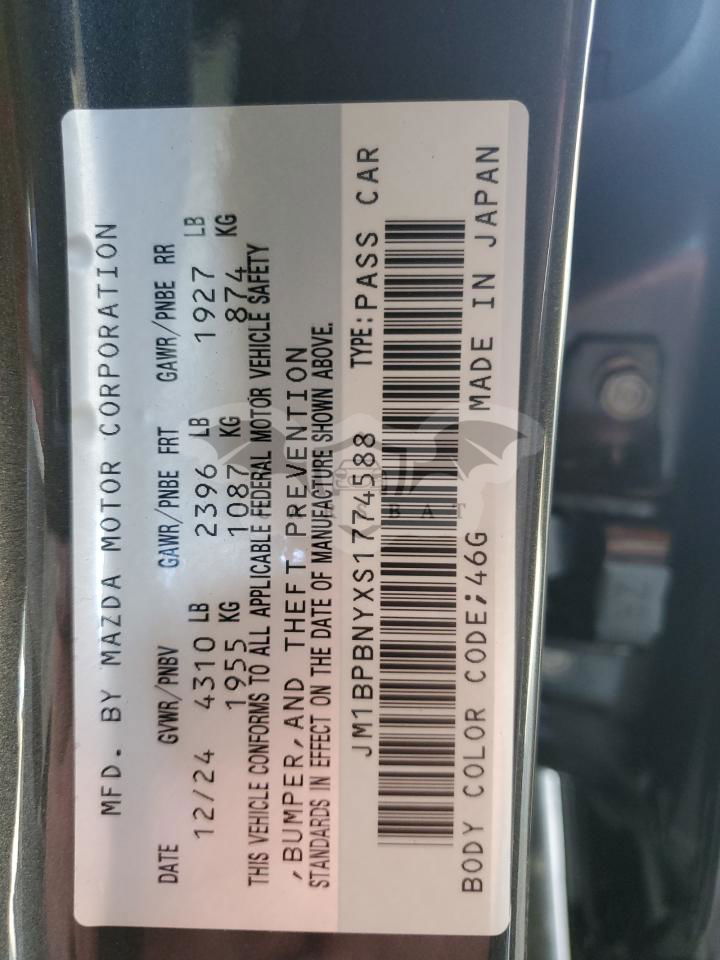 MFD. BY MAZDA MOTOR CORPORATION
DATE GVWR/PNBV GAWR/PNBE FRT GAWR/PNBE RR
12/24 4310 LB 2396 LB 1927 LB
1955 KG 1087 KG 874 KG
THIS VEHICLE CONFORMS TO ALL APPLICABLE FEDERAL MOTOR VEHICLE SAFETY
,BUMPER,AND THEFT PREVENTION
STANDARDS IN EFFECT ON THE DATE OF MANUFACTURE SHOWN ABOVE.
JM1BPBNYXS1774588 TYPE:PASS CAR
BODY COLOR CODE;46G MADE IN JAPAN